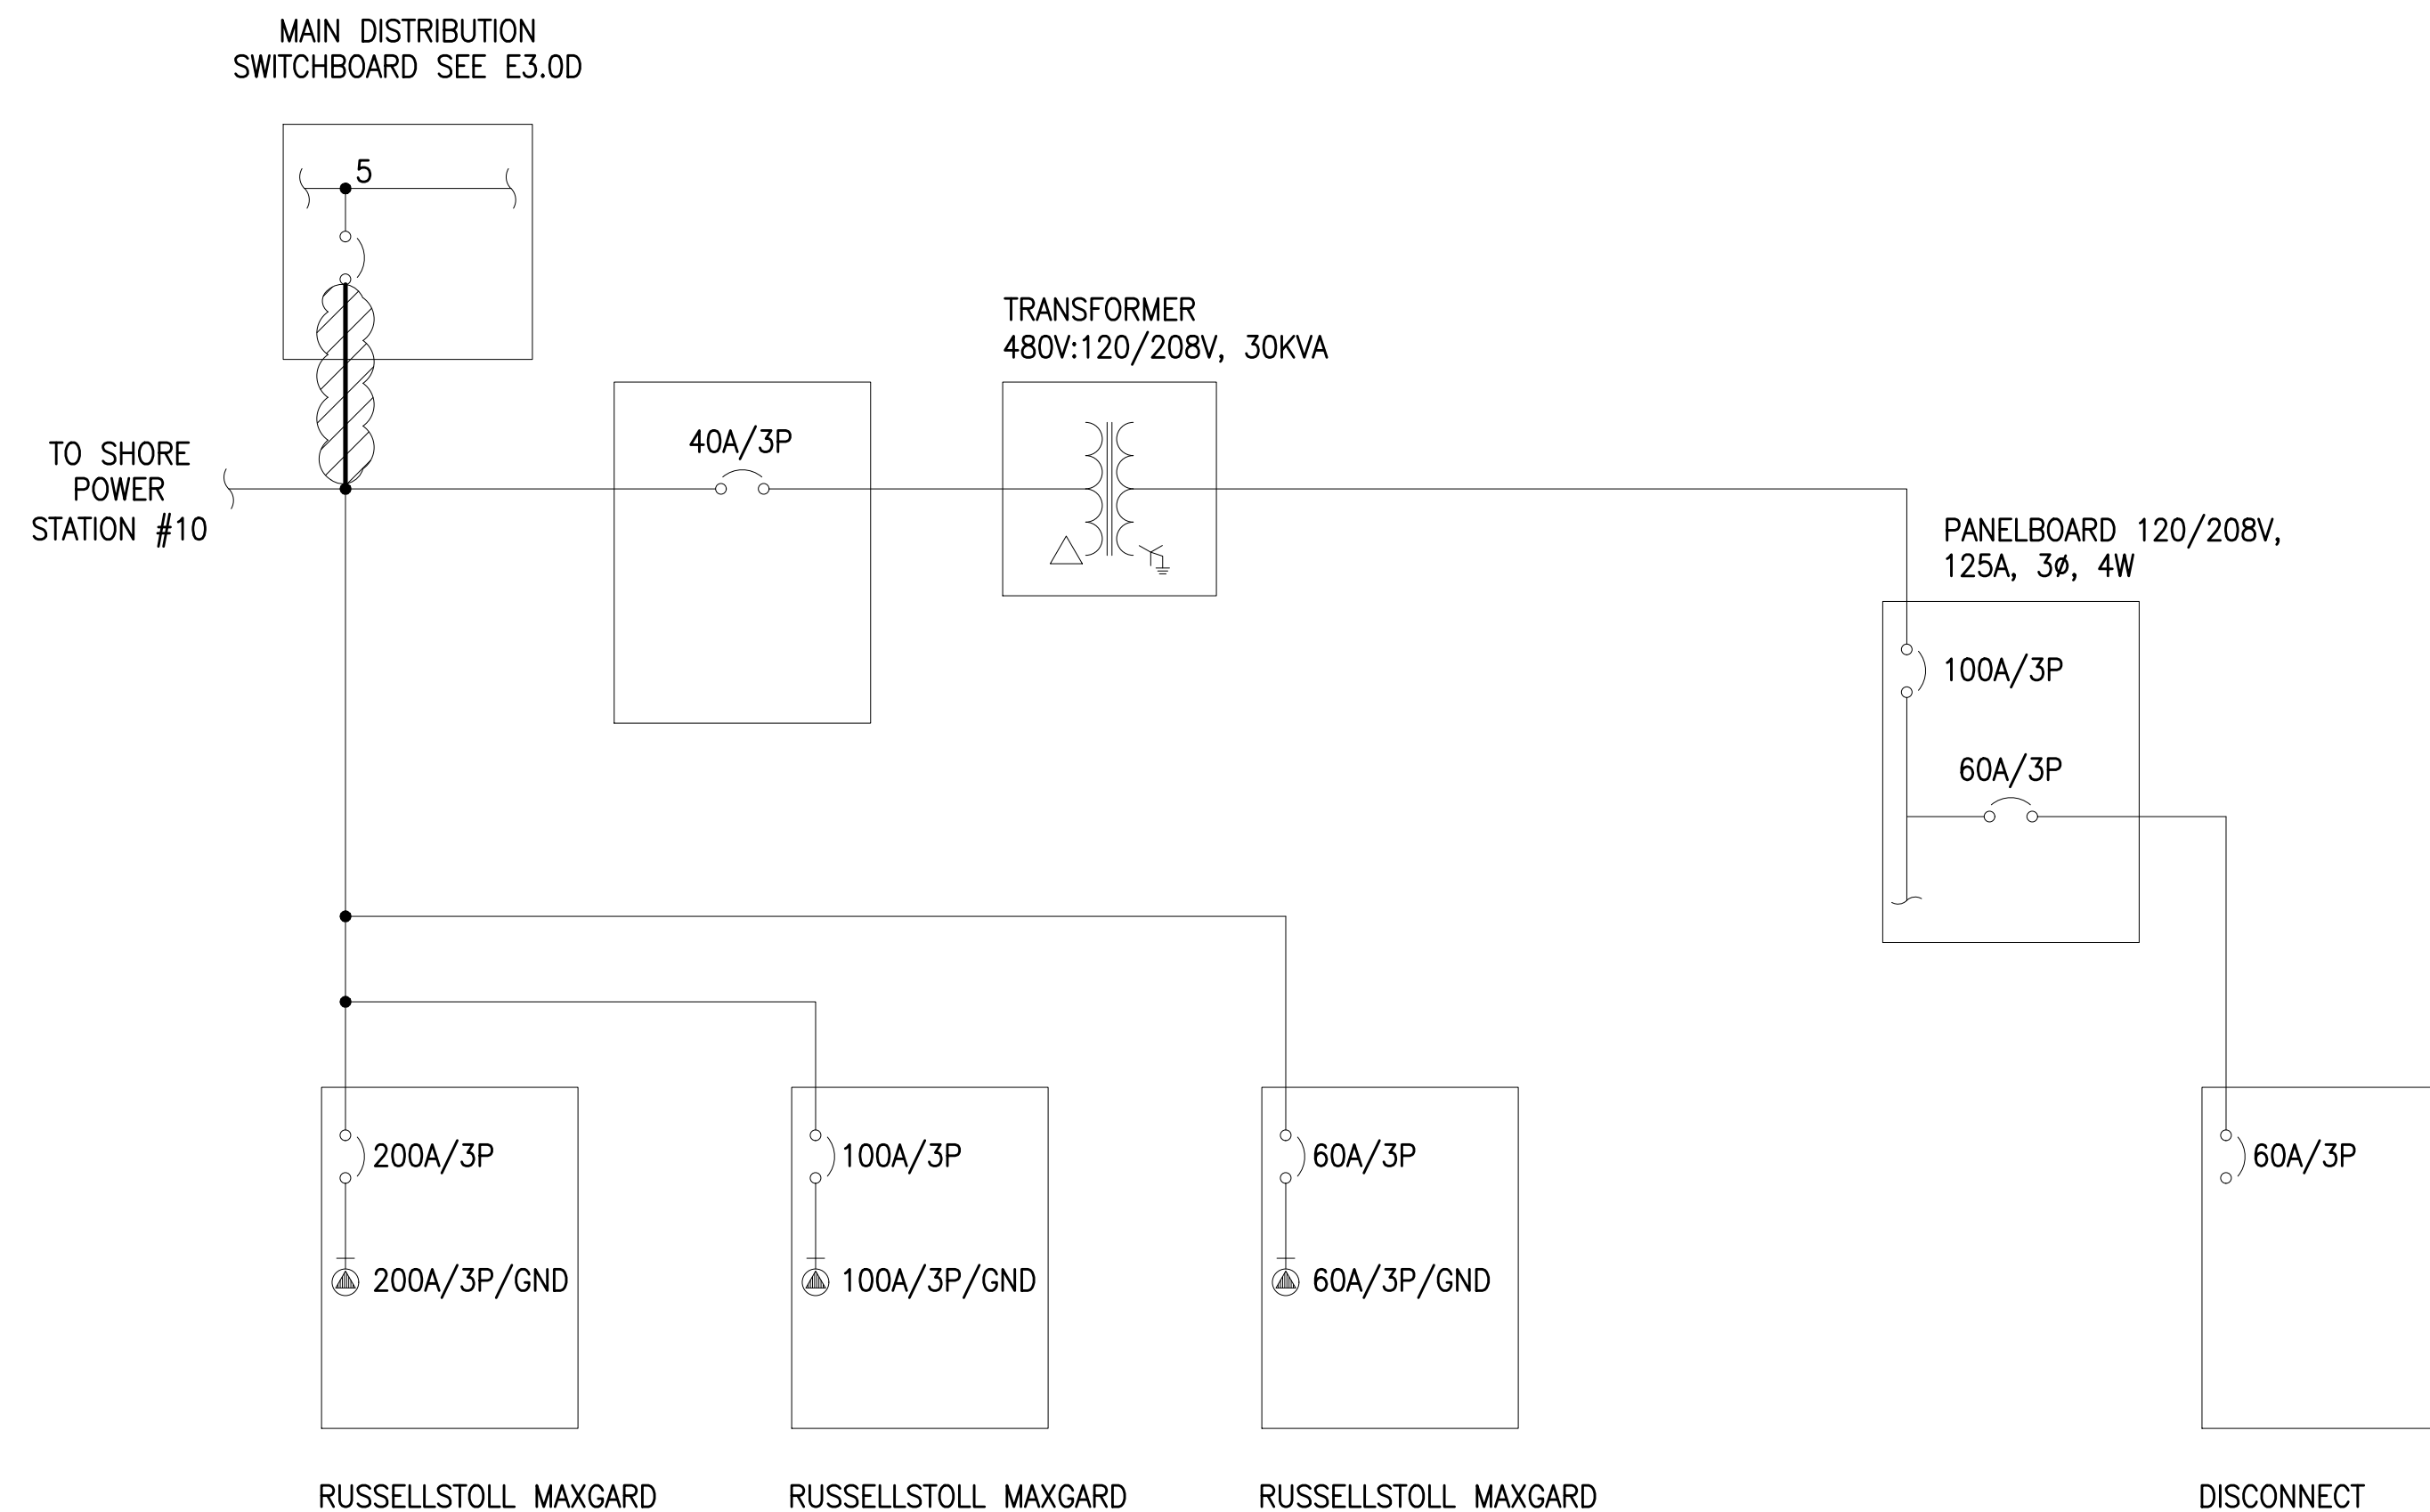 MAIN DISTRIBUTION
SWITCHBOARD SEE E3.0D
5
TRANSFORMER
480V:120/208V, 30KVA
40A/3P
TO SHORE
POWER
STATION #10
PANELBOARD 120/208V,
125A, 3ø, 4W
100A/3P
60A/3P
200A/3P
100A/3P
60A/3P
60A/3P
200A/3P/GND
100A/3P/GND
60A/3P/GND
RUSSELLSTOLL MAXGARD
RUSSELLSTOLL MAXGARD
RUSSELLSTOLL MAXGARD
DISCONNECT